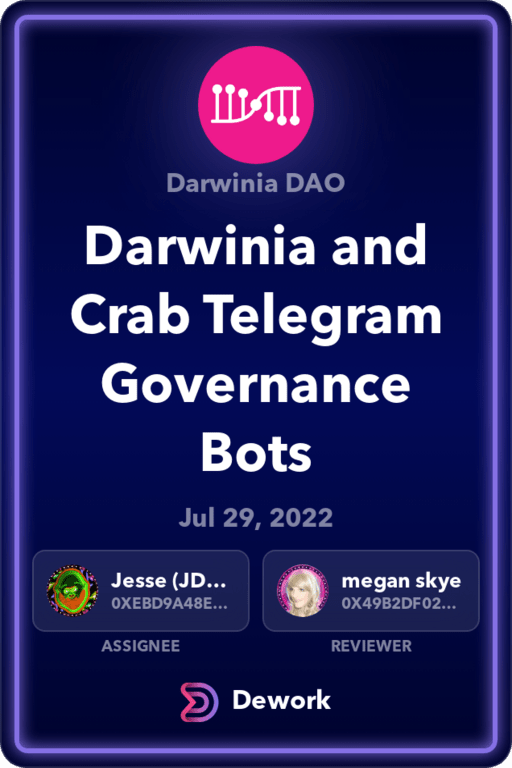 Darwinia DAO
Darwinia and
Crab Telegram
Governance
Bots
Jul 29, 2022
Jesse (JD...
0XEBD9A48E...
megan skye
0X49B2DF02...
ASSIGNEE
REVIEWER
Dework